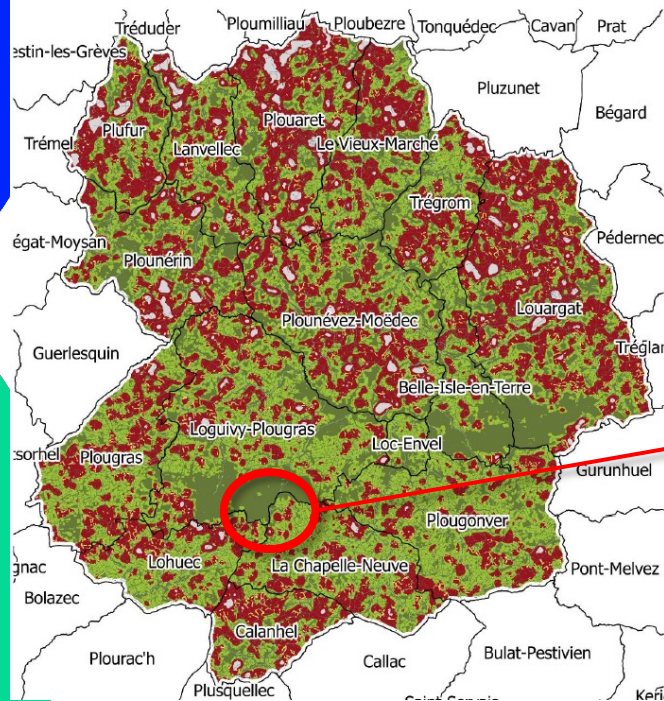 Tréduder
Ploumilliau
Ploubezre
Tonquédec
Cavan
Prat
estin-les-Grèves
Pluzunet
Bégard
Plufur
Plouaret
Trémel
Lanvellec
Le Vieux-Marché
Trégrom
égat-Moysan
Pédernec
Plounérin
Louargat
Plounévez-Moëdec
Guerlesquin
Tréglar
Belle-Isle-en-Terre
Loguivy-Plougras
Loc-Envel
Plougras
Gurunhuel
Plougonver
Lohuec
La Chapelle-Neuve
gnac
Pont-Melvez
Bolazec
Calanhel
Plourac'h
Callac
Bulat-Pestivien
Plusquellec